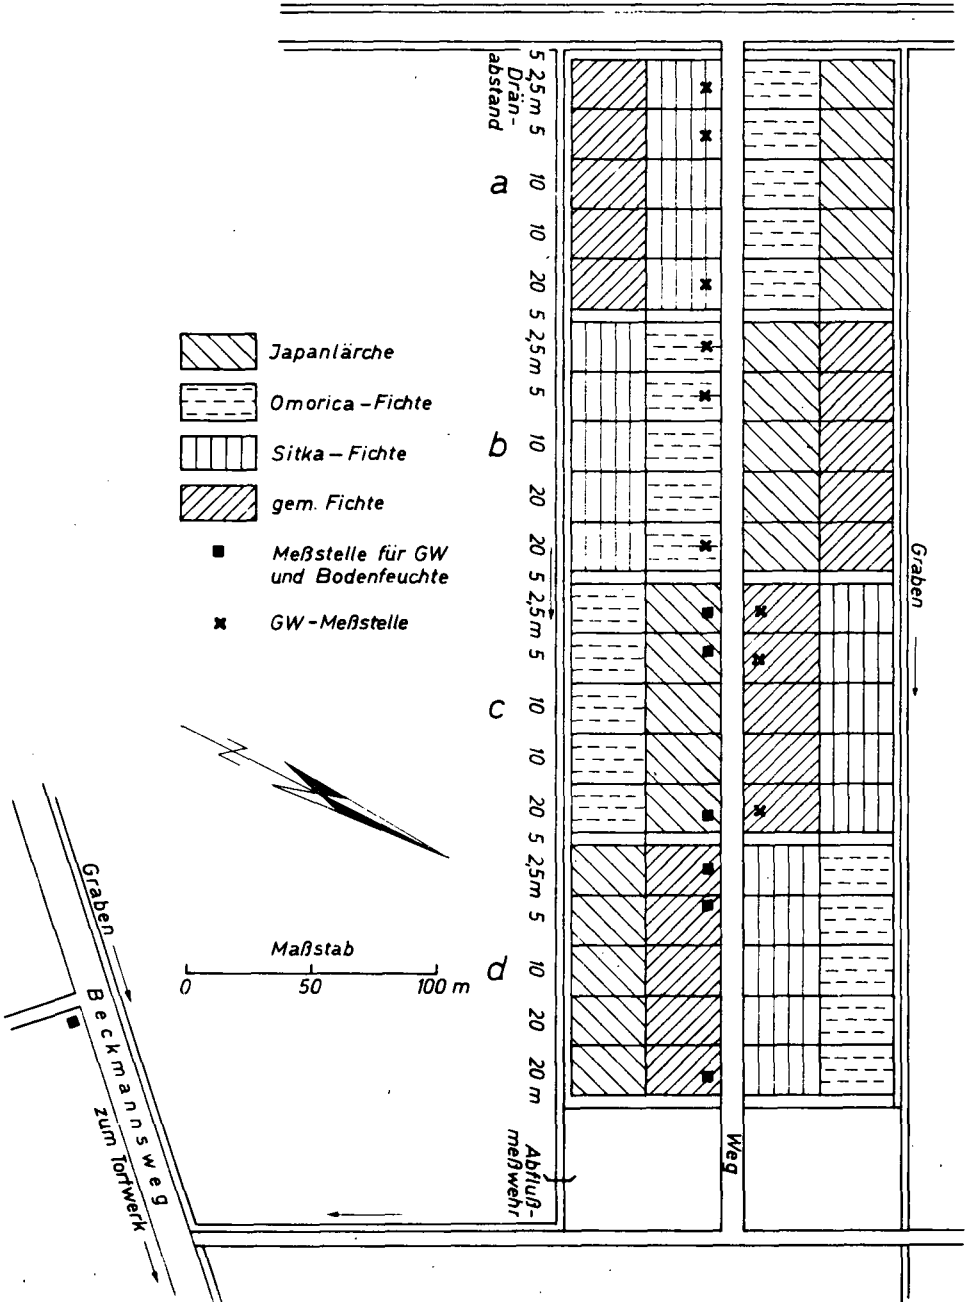 5
2,5 m
5
10
10
20
5
2,5 m
5
10
20
20
5
2,5 m
5
10
10
20
5
2,5 m
5
10
20
20 m
Drän-
abstand
a
b
c
d
Japanlärche
Omorica-Fichte
Sitka-Fichte
gem. Fichte
Meßstelle für GW
und Bodenfeuchte
GW-Meßstelle
Graben
Maßstab
0 50 100 m
Graben
Beckmannsweg
zum Torfwerk
Abfluß-
meßwehr
Weg